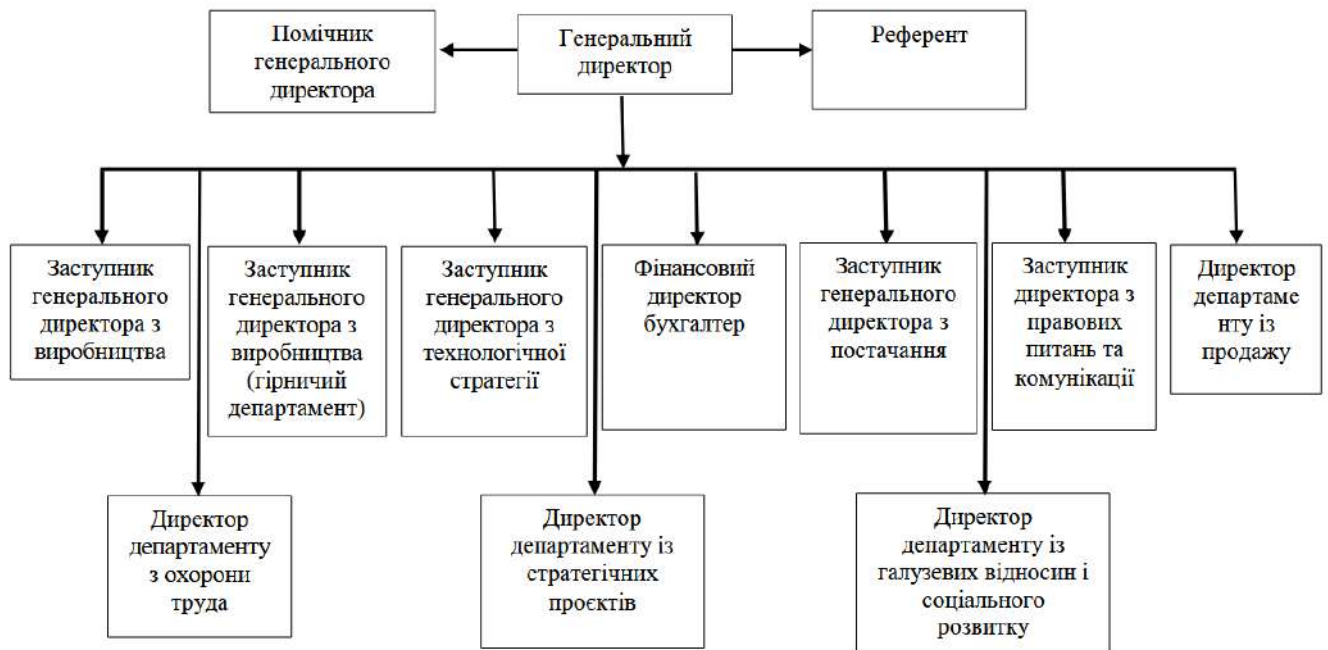 Помічник
генерального
директора
Генеральний
директор
Референт
Заступник
генерального
директора з
виробництва
Заступник
генерального
директора з
виробництва
(гірничий
департамент)
Заступник
генерального
директора з
технологічної
стратегії
Фінансовий
директор
бухгалтер
Заступник
генерального
директора з
постачання
Заступник
директора з
правових
питань та
комунікації
Директор
департаме
нту із
продажу
Директор
департаменту
з охорони
труда
Директор
департаменту із
стратегічних
проєктів
Директор
департаменту із
галузевих відносин і
соціального
розвитку